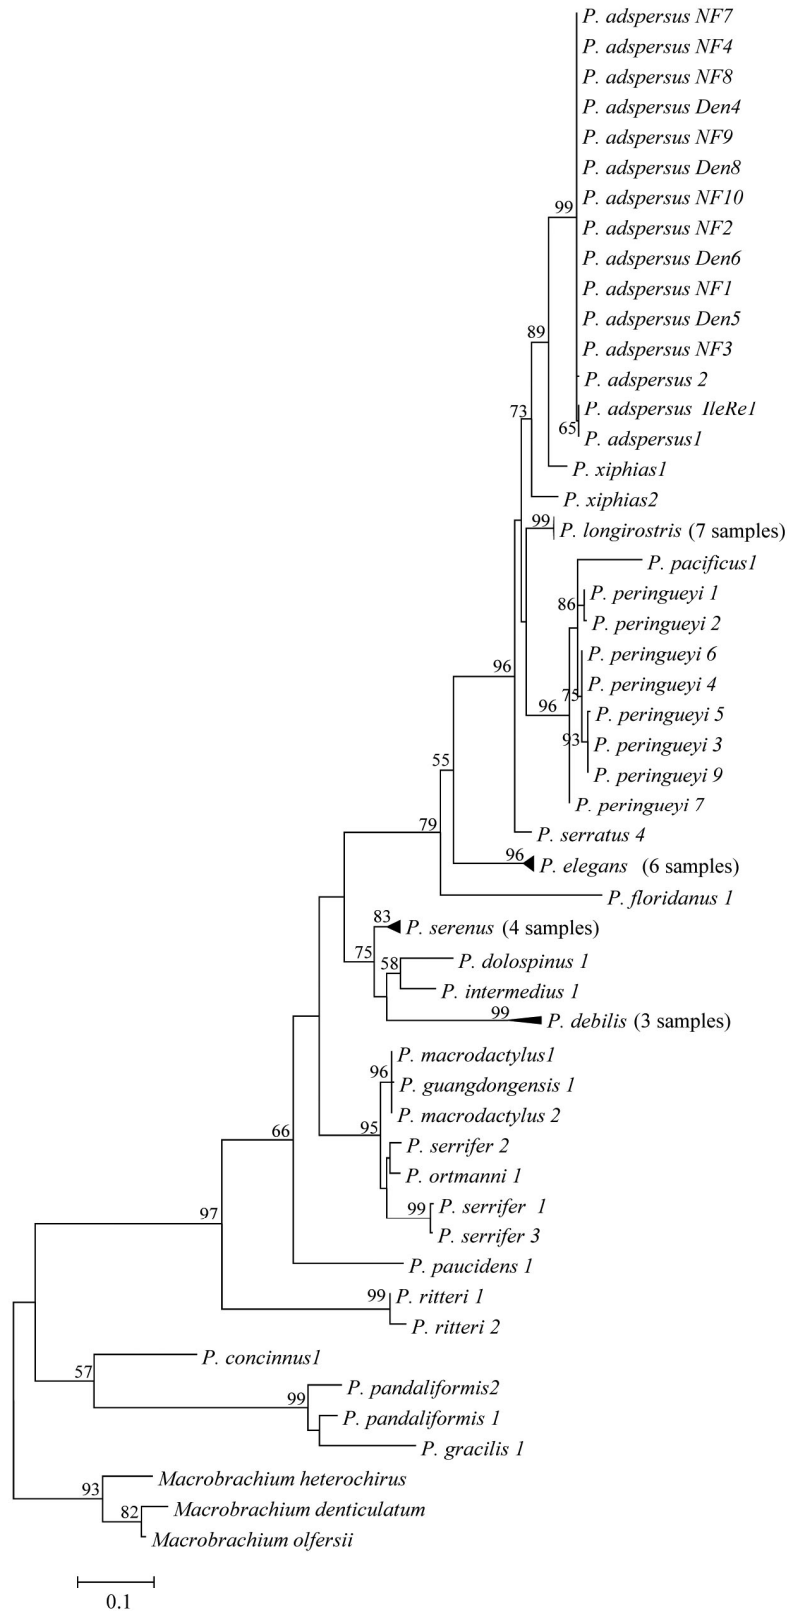 P. adspersus NF7
P. adspersus NF4
P. adspersus NF8
P. adspersus Den4
P. adspersus NF9
P. adspersus Den8
P. adspersus NF10
99
P. adspersus NF2
P. adspersus Den6
P. adspersus NF1
P. adspersus Den5
89
P. adspersus NF3
P. adspersus 2
73
P. adspersus IleRe1
65
P. adspersus1
P. xiphias1
P. xiphias2
99
P. longirostris (7 samples)
P. pacificus1
P. peringueyi 1
86
P. peringueyi 2
P. peringueyi 6
96
P. peringueyi 4
75
96
P. peringueyi 5
93
P. peringueyi 3
55
P. peringueyi 9
P. peringueyi 7
79
P. serratus 4
96
P. elegans (6 samples)
P. floridanus 1
83
P. serenus (4 samples)
75
58
P. dolospinus 1
P. intermedius 1
99
P. debilis (3 samples)
P. macrodactylus1
96
P. guangdongensis 1
P. macrodactylus 2
95
66
P. serrifer 2
P. ortmanni 1
99
P. serrifer 1
97
P. serrifer 3
P. paucidens 1
99
P. ritteri 1
P. ritteri 2
P. concinnus1
57
P. pandaliformis2
99
P. pandaliformis 1
P. gracilis 1
Macrobrachium heterochirus
93
82
Macrobrachium denticulatum
Macrobrachium olfersii
0.1